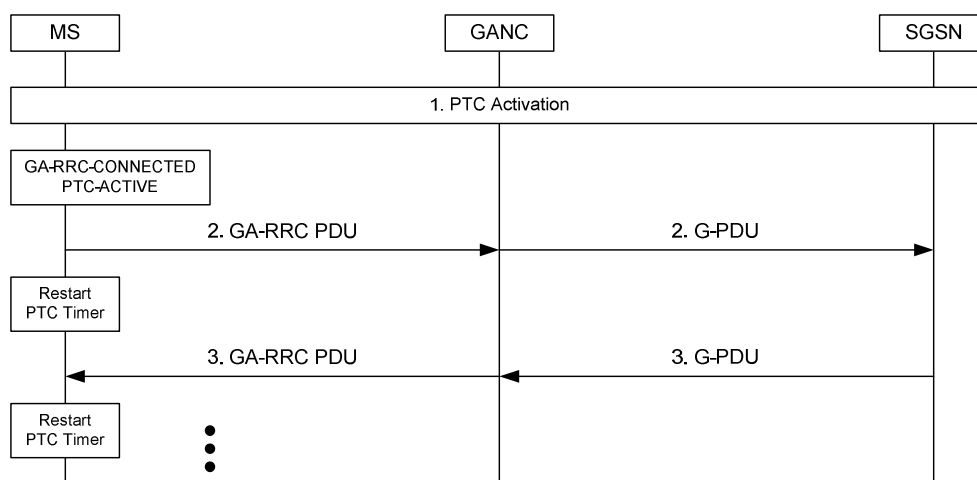 MS
GANC
SGSN
1. PTC Activation
GA-RRC-CONNECTED
PTC-ACTIVE
2. GA-RRC PDU
2. G-PDU
Restart
PTC Timer
3. GA-RRC PDU
3. G-PDU
Restart
PTC Timer